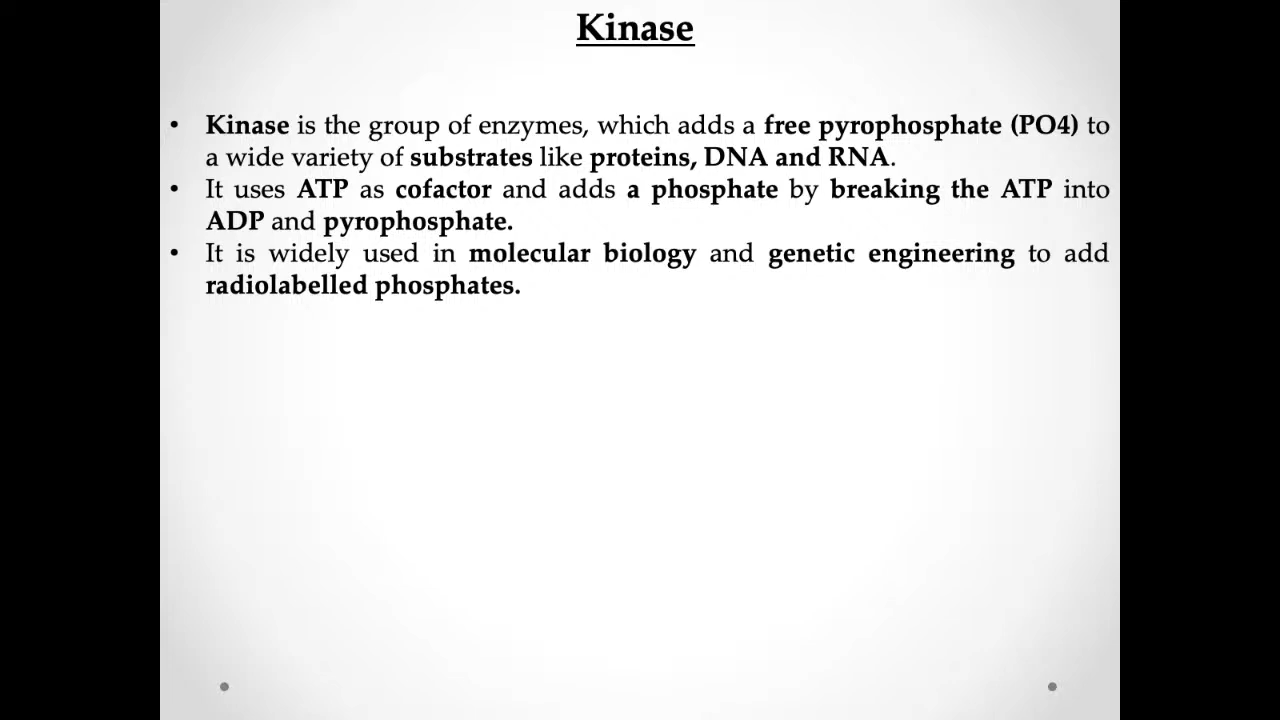 Kinase
• Kinase is the group of enzymes, which adds a free pyrophosphate (PO4) to
a wide variety of substrates like proteins, DNA and RNA.
• It uses ATP as cofactor and adds a phosphate by breaking the ATP into
ADP and pyrophosphate.
• It is widely used in molecular biology and genetic engineering to add
radiolabelled phosphates.